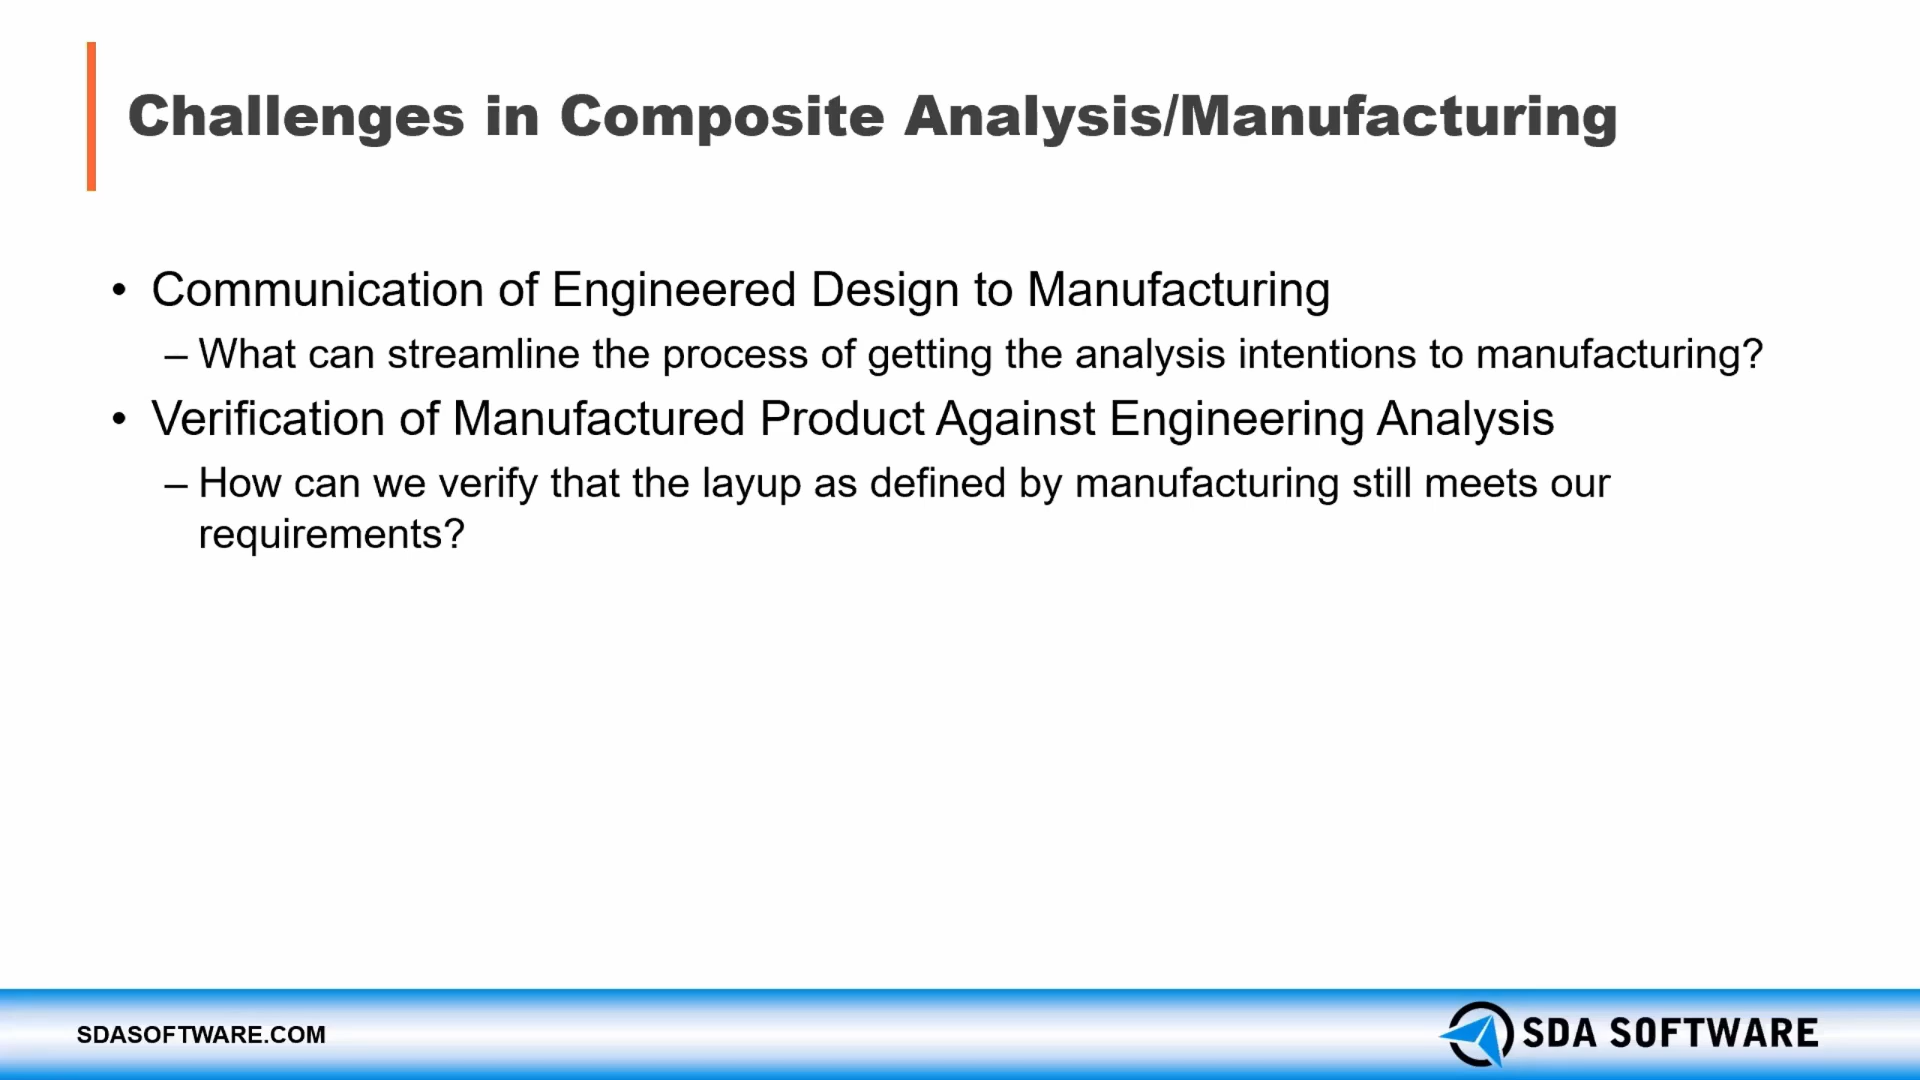 Challenges in Composite Analysis/Manufacturing
• Communication of Engineered Design to Manufacturing
– What can streamline the process of getting the analysis intentions to manufacturing?
• Verification of Manufactured Product Against Engineering Analysis
– How can we verify that the layup as defined by manufacturing still meets our
requirements?
SDASOFTWARE.COM
SDA SOFTWARE